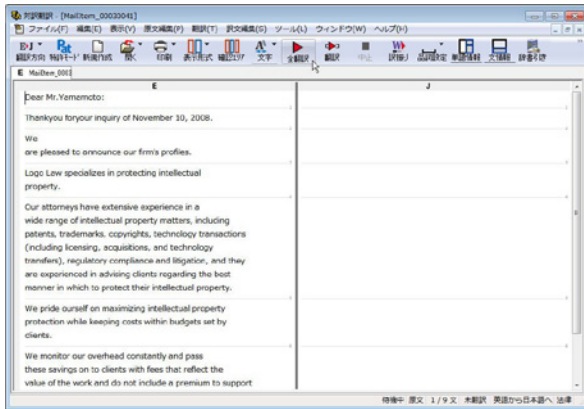 対訳翻訳 - [MailItem_00030041]
ファイル(F) 編集(E) 表示(V) 原文編集(P) 翻訳(T) 訳文編集(S) ツール(L) ウィンドウ(W) ヘルプ(H)
翻訳方向 特許モード 新規作成 開く 印刷 表示形式 確認エリア 文字 全翻訳 翻訳 中止 訳振り 品詞設定 単語情報 文情報 辞書引き
E MailItem_0003
E J
Dear Mr.Yamemoto:
Thankyou foryour inquiry of November 10, 2008.
We
are pleased to announce our firm's profiles.
Logo Law specializes in protecting intellectual
property.
Our attorneys have extensive experience in a
wide range of intellectual property matters, including
patents, trademarks, copyrights, technology transactions
(including licensing, acquisitions, and technology
transfers), regulatory compliance and litigation, and they
are experienced in advising clients regarding the best
manner in which to protect their intellectuel property.
We pride ourself on maximizing intellectual property
protection while keeping costs within budgets set by
clients.
We monitor our overhead constantly and pass
these savings on to clients with fees that reflect the
value of the work and do not include a premium to support
待機中 原文 1/9文 未翻訳 英語から日本語へ 法律